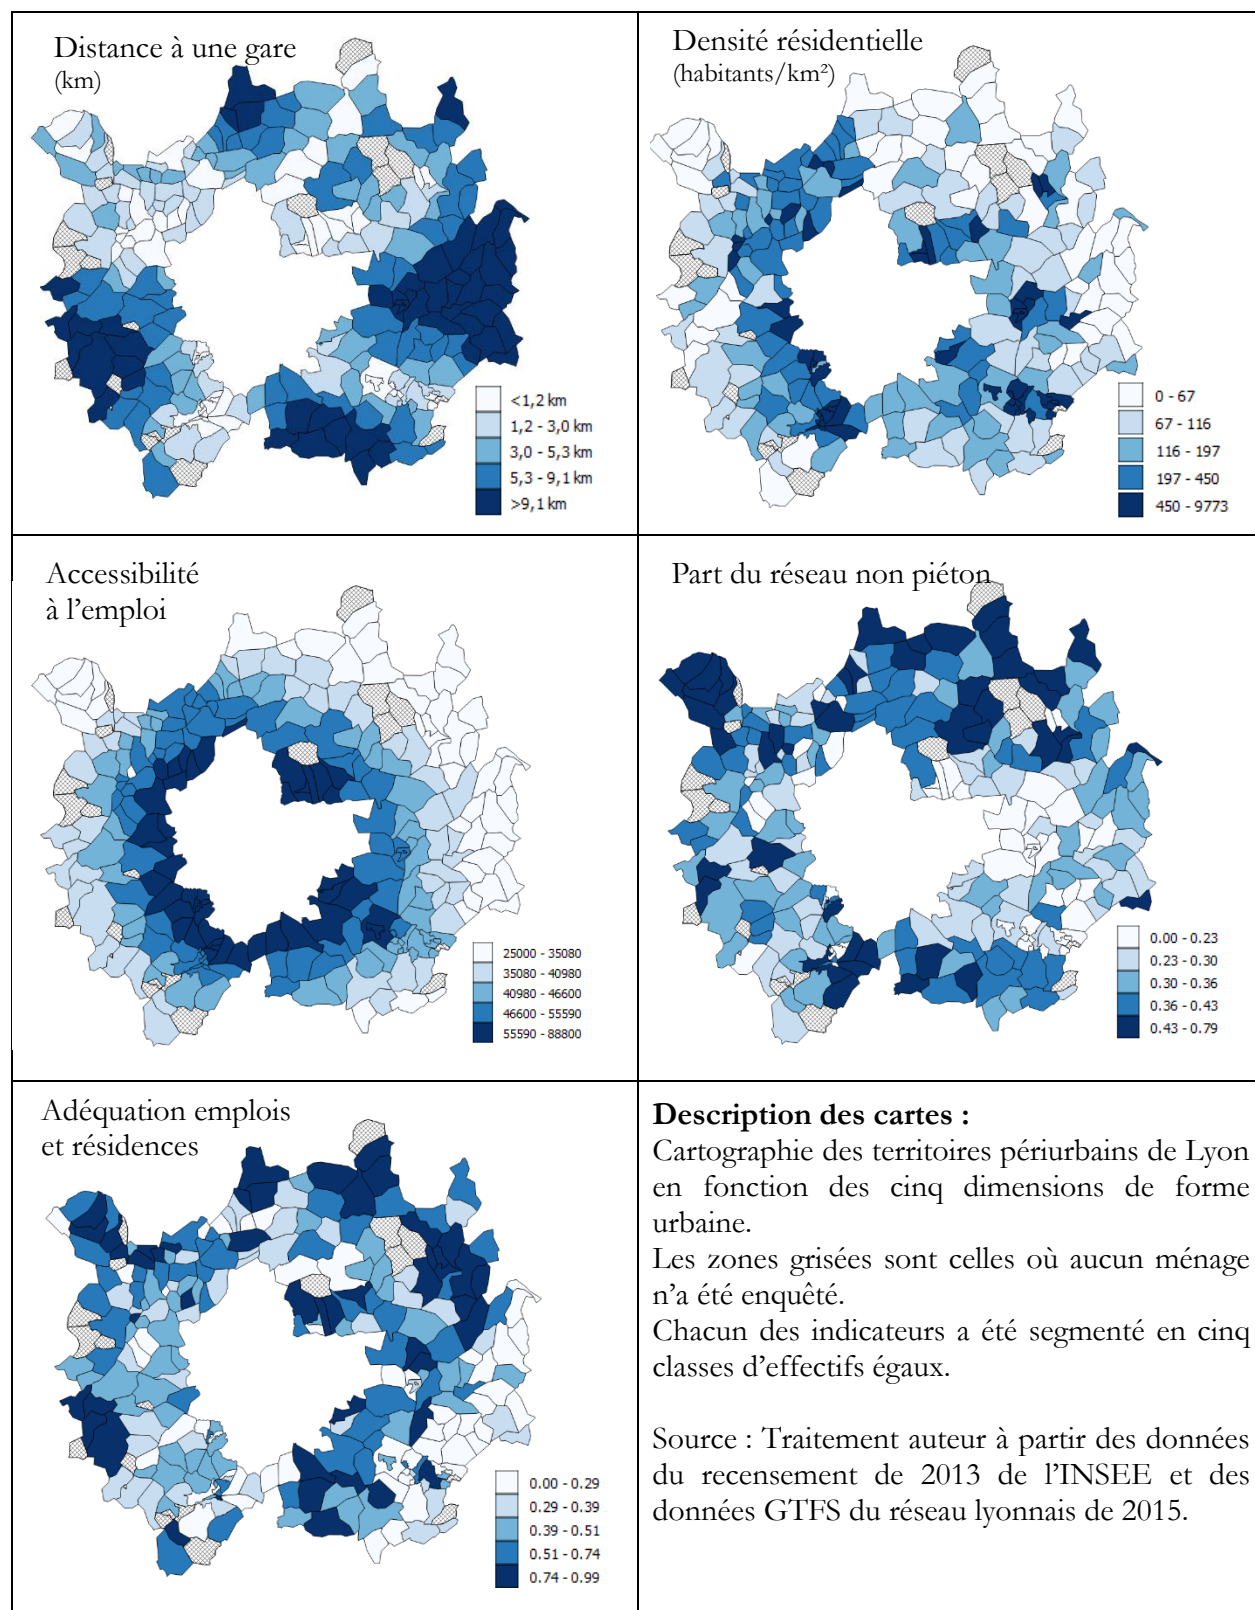 Distance à une gare
(km)
<1,2 km
1,2 - 3,0 km
3,0 - 5,3 km
5,3 - 9,1 km
>9,1 km
Densité résidentielle
(habitants/km²)
0 - 67
67 - 116
116 - 197
197 - 450
450 - 9773
Accessibilité
à l’emploi
25000 - 35080
35080 - 40980
40980 - 46600
46600 - 55590
55590 - 88800
Part du réseau non piéton
0.00 - 0.23
0.23 - 0.30
0.30 - 0.36
0.36 - 0.43
0.43 - 0.79
Adéquation emplois
et résidences
0.00 - 0.29
0.29 - 0.39
0.39 - 0.51
0.51 - 0.74
0.74 - 0.99
Description des cartes :
Cartographie des territoires périurbains de Lyon
en fonction des cinq dimensions de forme
urbaine.
Les zones grisées sont celles où aucun ménage
n’a été enquêté.
Chacun des indicateurs a été segmenté en cinq
classes d’effectifs égaux.
Source : Traitement auteur à partir des données
du recensement de 2013 de l’INSEE et des
données GTFS du réseau lyonnais de 2015.